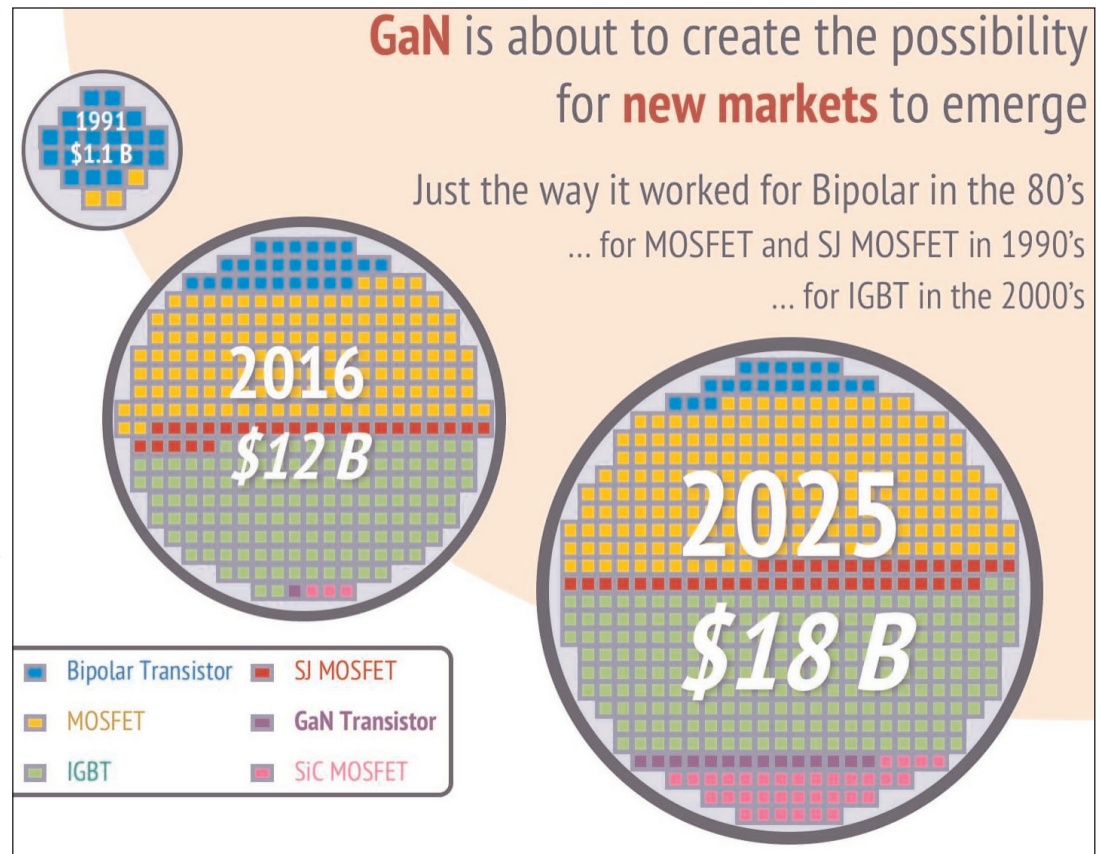 GaN is about to create the possibility
for new markets to emerge
Just the way it worked for Bipolar in the 80's
... for MOSFET and SJ MOSFET in 1990's
... for IGBT in the 2000's
1991
$1.1 B
2016
$12 B
2025
$18 B
Bipolar Transistor
SJ MOSFET
MOSFET
GaN Transistor
IGBT
SiC MOSFET